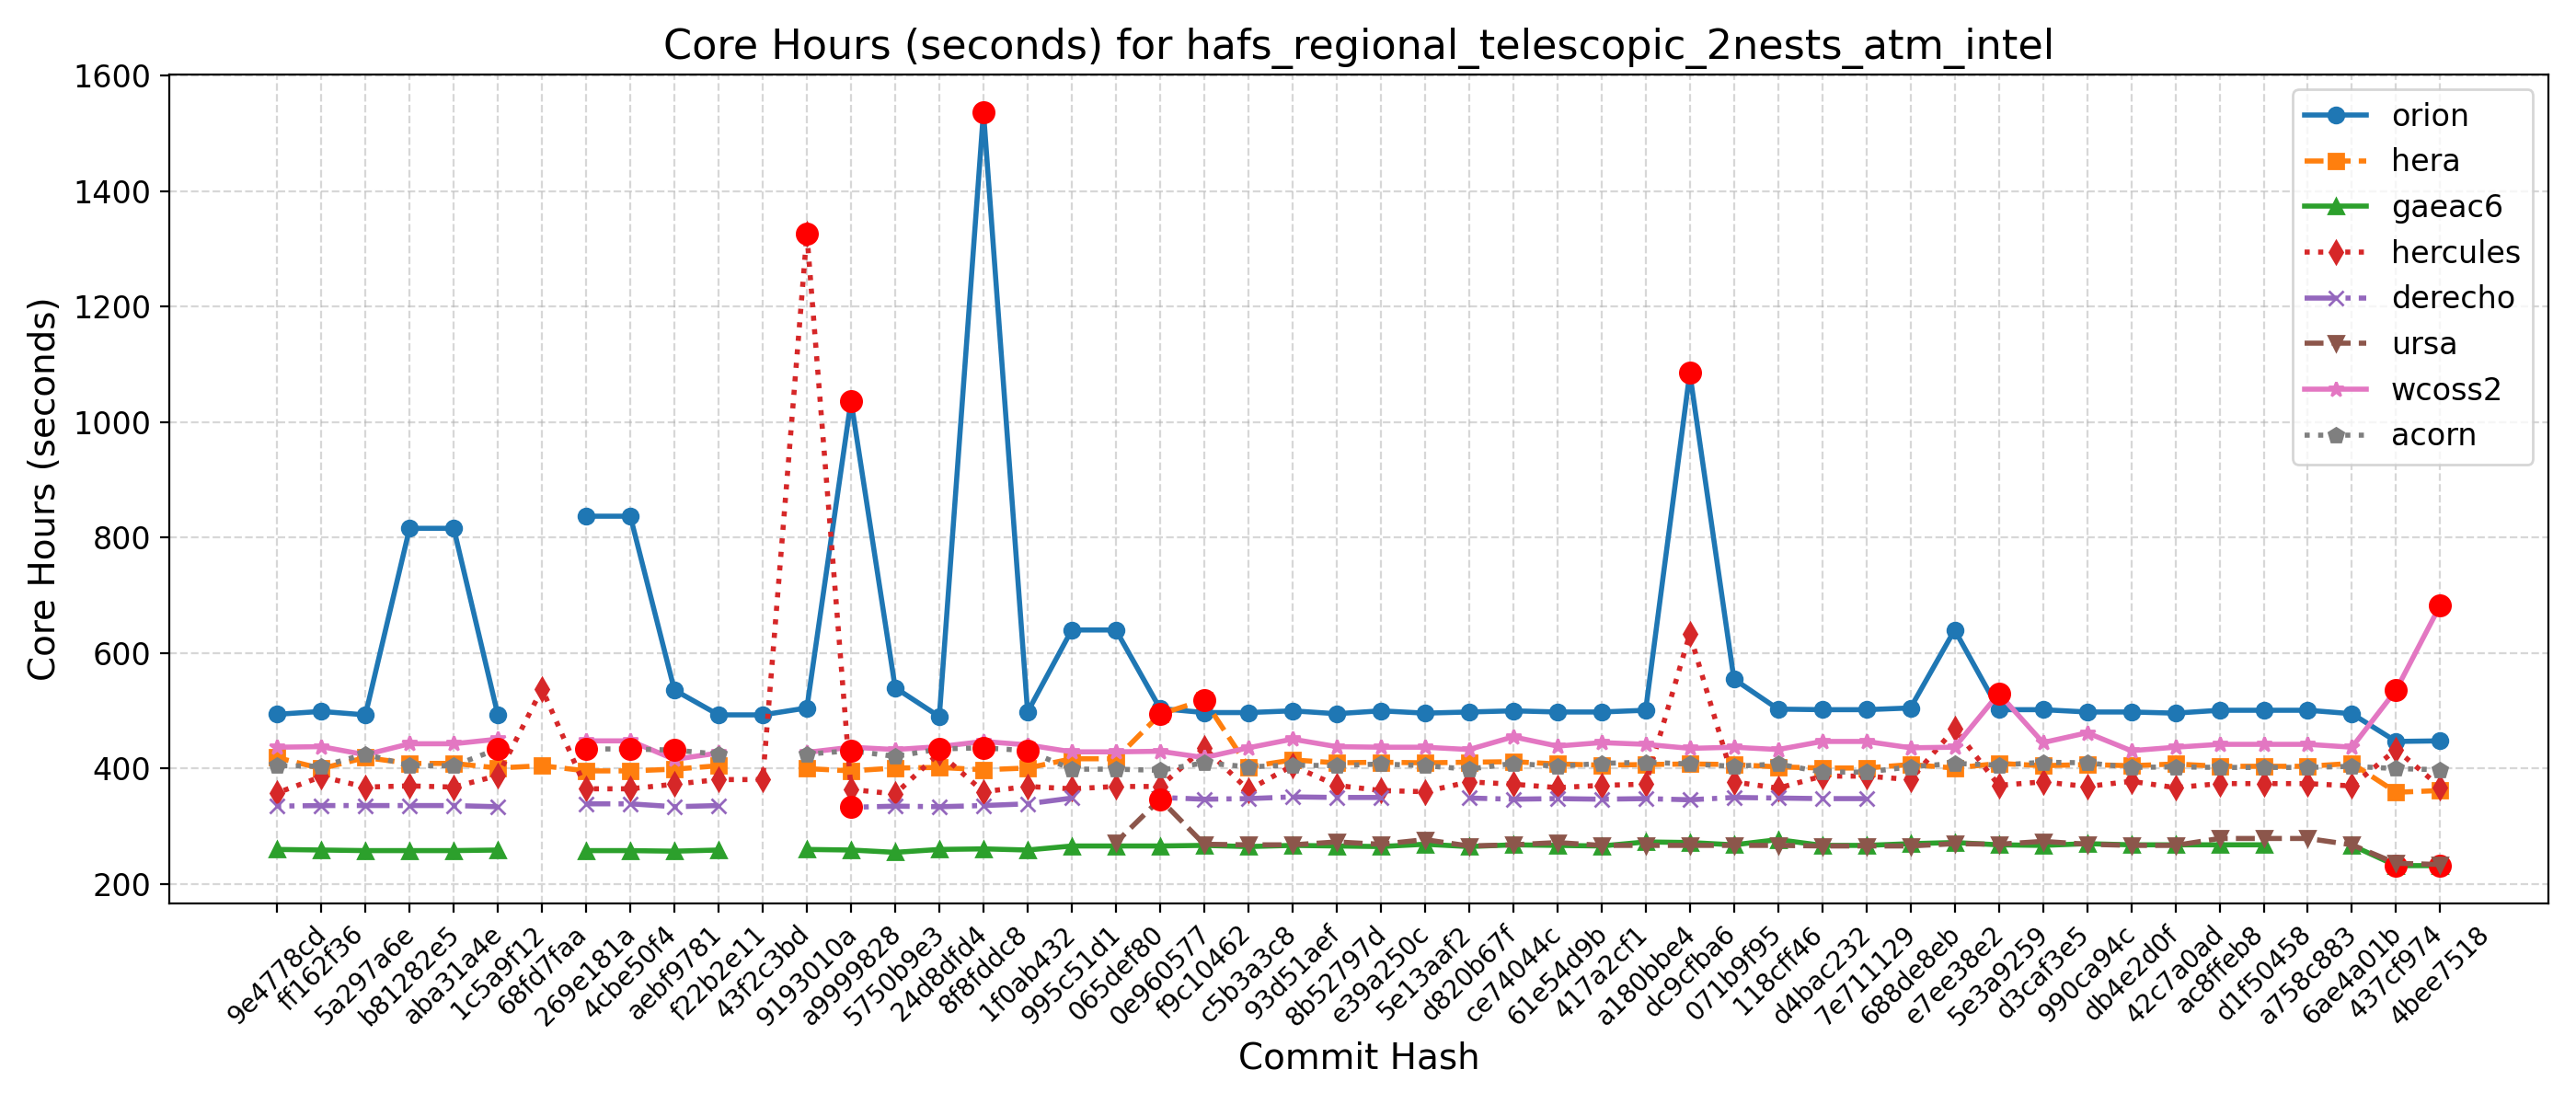 Core Hours (seconds) for hafs_regional_telescopic_2nests_atm_intel
Core Hours (seconds)
1600
1400
1200
1000
800
600
400
200
orion
hera
gaeac6
hercules
derecho
ursa
wcoss2
acorn
9e4778cd
ff162f36
5a297a6e
b81282e5
aba31a4e
1c5a9f12
68fd7faa
269e181a
4cbe50f4
aebf9781
f22b2e11
43f2c3bd
9193010a
a9999828
5750b9e3
24d8dfd4
8f8fddc8
1f0ab432
995c51d1
065def80
0e960577
f9c10462
c5b3a3c8
93d51aef
8b52797d
e39a250c
5e13aaf2
d820b67f
ce74044c
61e54d9b
417a2cf1
a180bbe4
dc9cfba6
071b9f95
118cff46
d4bac232
7e711129
688de8eb
e7ee38e2
5e3a9259
d3caf3e5
990ca94c
db4e2d0f
42c7a0ad
ac8ffeb8
d1f50458
a758c883
6ae4a01b
437cf974
4bee7518
Commit Hash